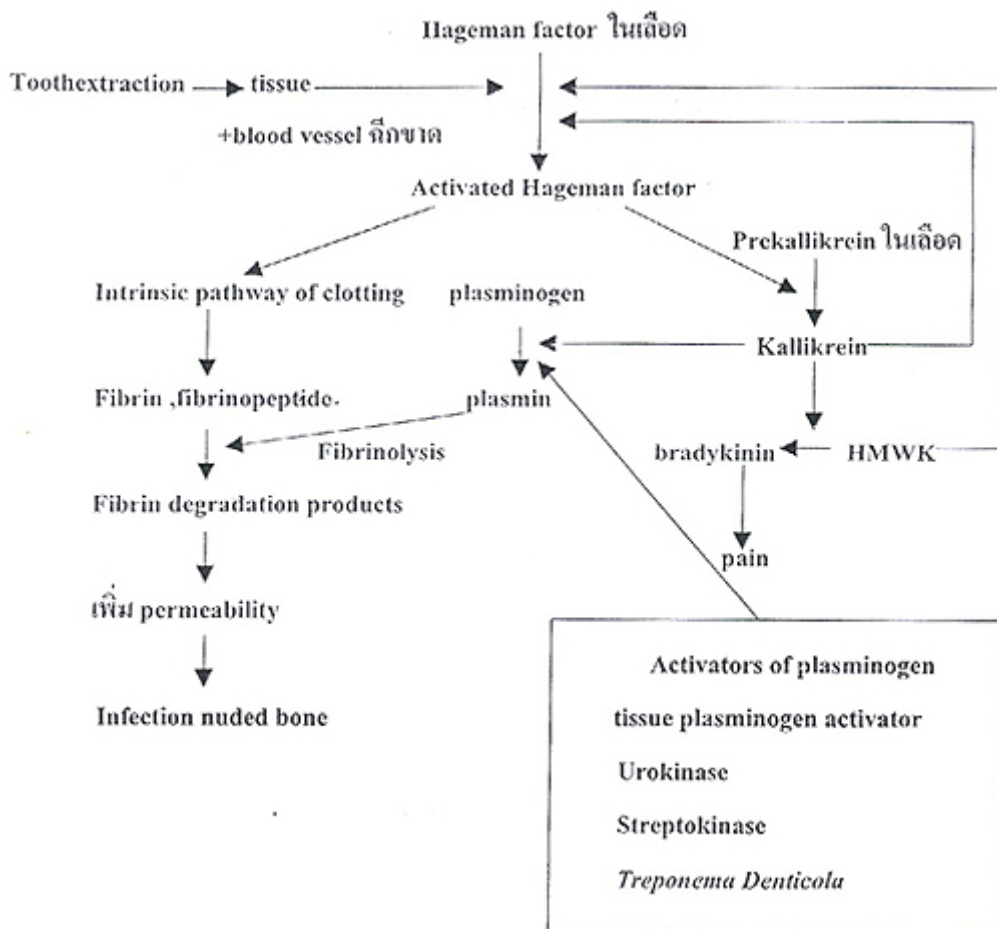 Hageman factor ในเลือด
Toothextraction tissue
+blood vessel ฉีกขาด
Activated Hageman factor
Prekallikrein ในเลือด
Intrinsic pathway of clotting plasminogen
Kallikrein
Fibrin ,fibrinopeptide. plasmin
Fibrinolysis bradykinin HMWK
Fibrin degradation products
pain
เพิ่ม permeability
Activators of plasminogen
Infection nuded bone tissue plasminogen activator
Urokinase
Streptokinase
Treponema Denticola